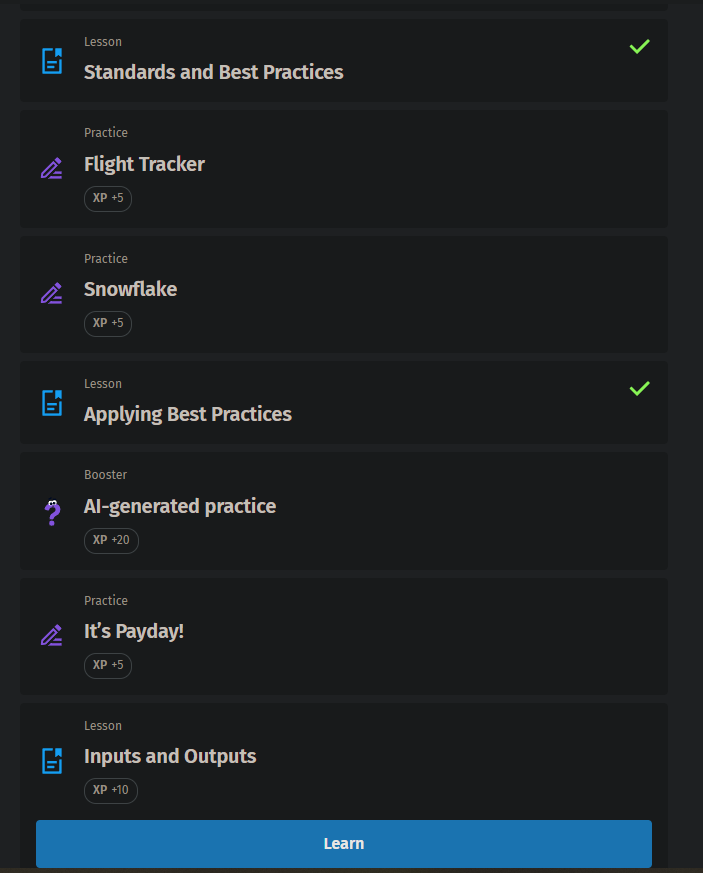 Lesson
Standards and Best Practices
Practice
Flight Tracker
XP +5
Practice
Snowflake
XP +5
Lesson
Applying Best Practices
Booster
AI-generated practice
XP +20
Practice
It’s Payday!
XP +5
Lesson
Inputs and Outputs
XP +10
Learn